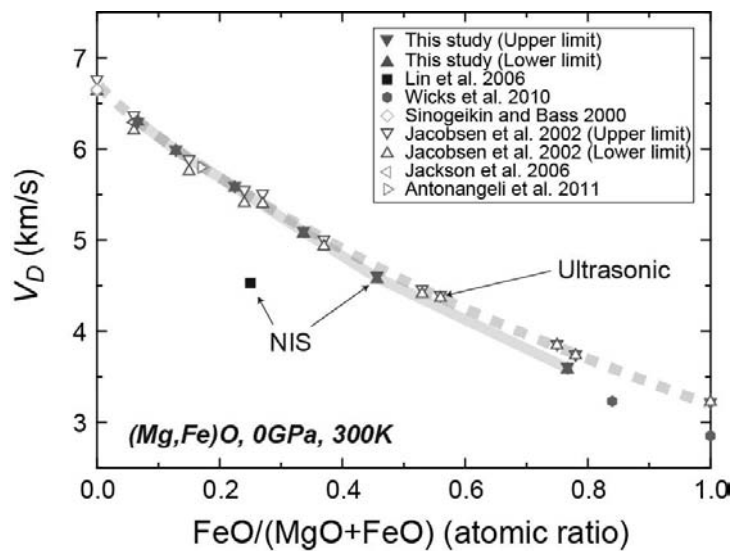 7
6
5
4
3
V_D (km/s)
This study (Upper limit)
This study (Lower limit)
Lin et al. 2006
Wicks et al. 2010
Sinogeikin and Bass 2000
Jacobsen et al. 2002 (Upper limit)
Jacobsen et al. 2002 (Lower limit)
Jackson et al. 2006
Antonangeli et al. 2011
Ultrasonic
NIS
(Mg,Fe)O, 0GPa, 300K
0.0 0.2 0.4 0.6 0.8 1.0
FeO/(MgO+FeO) (atomic ratio)